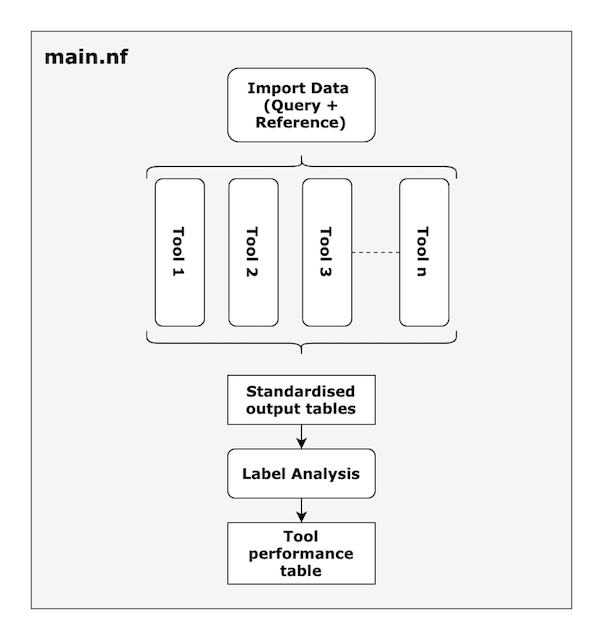 main.nf
Import Data
(Query +
Reference)
Tool 1
Tool 2
Tool 3
Tool n
Standardised
output tables
Label Analysis
Tool
performance
table